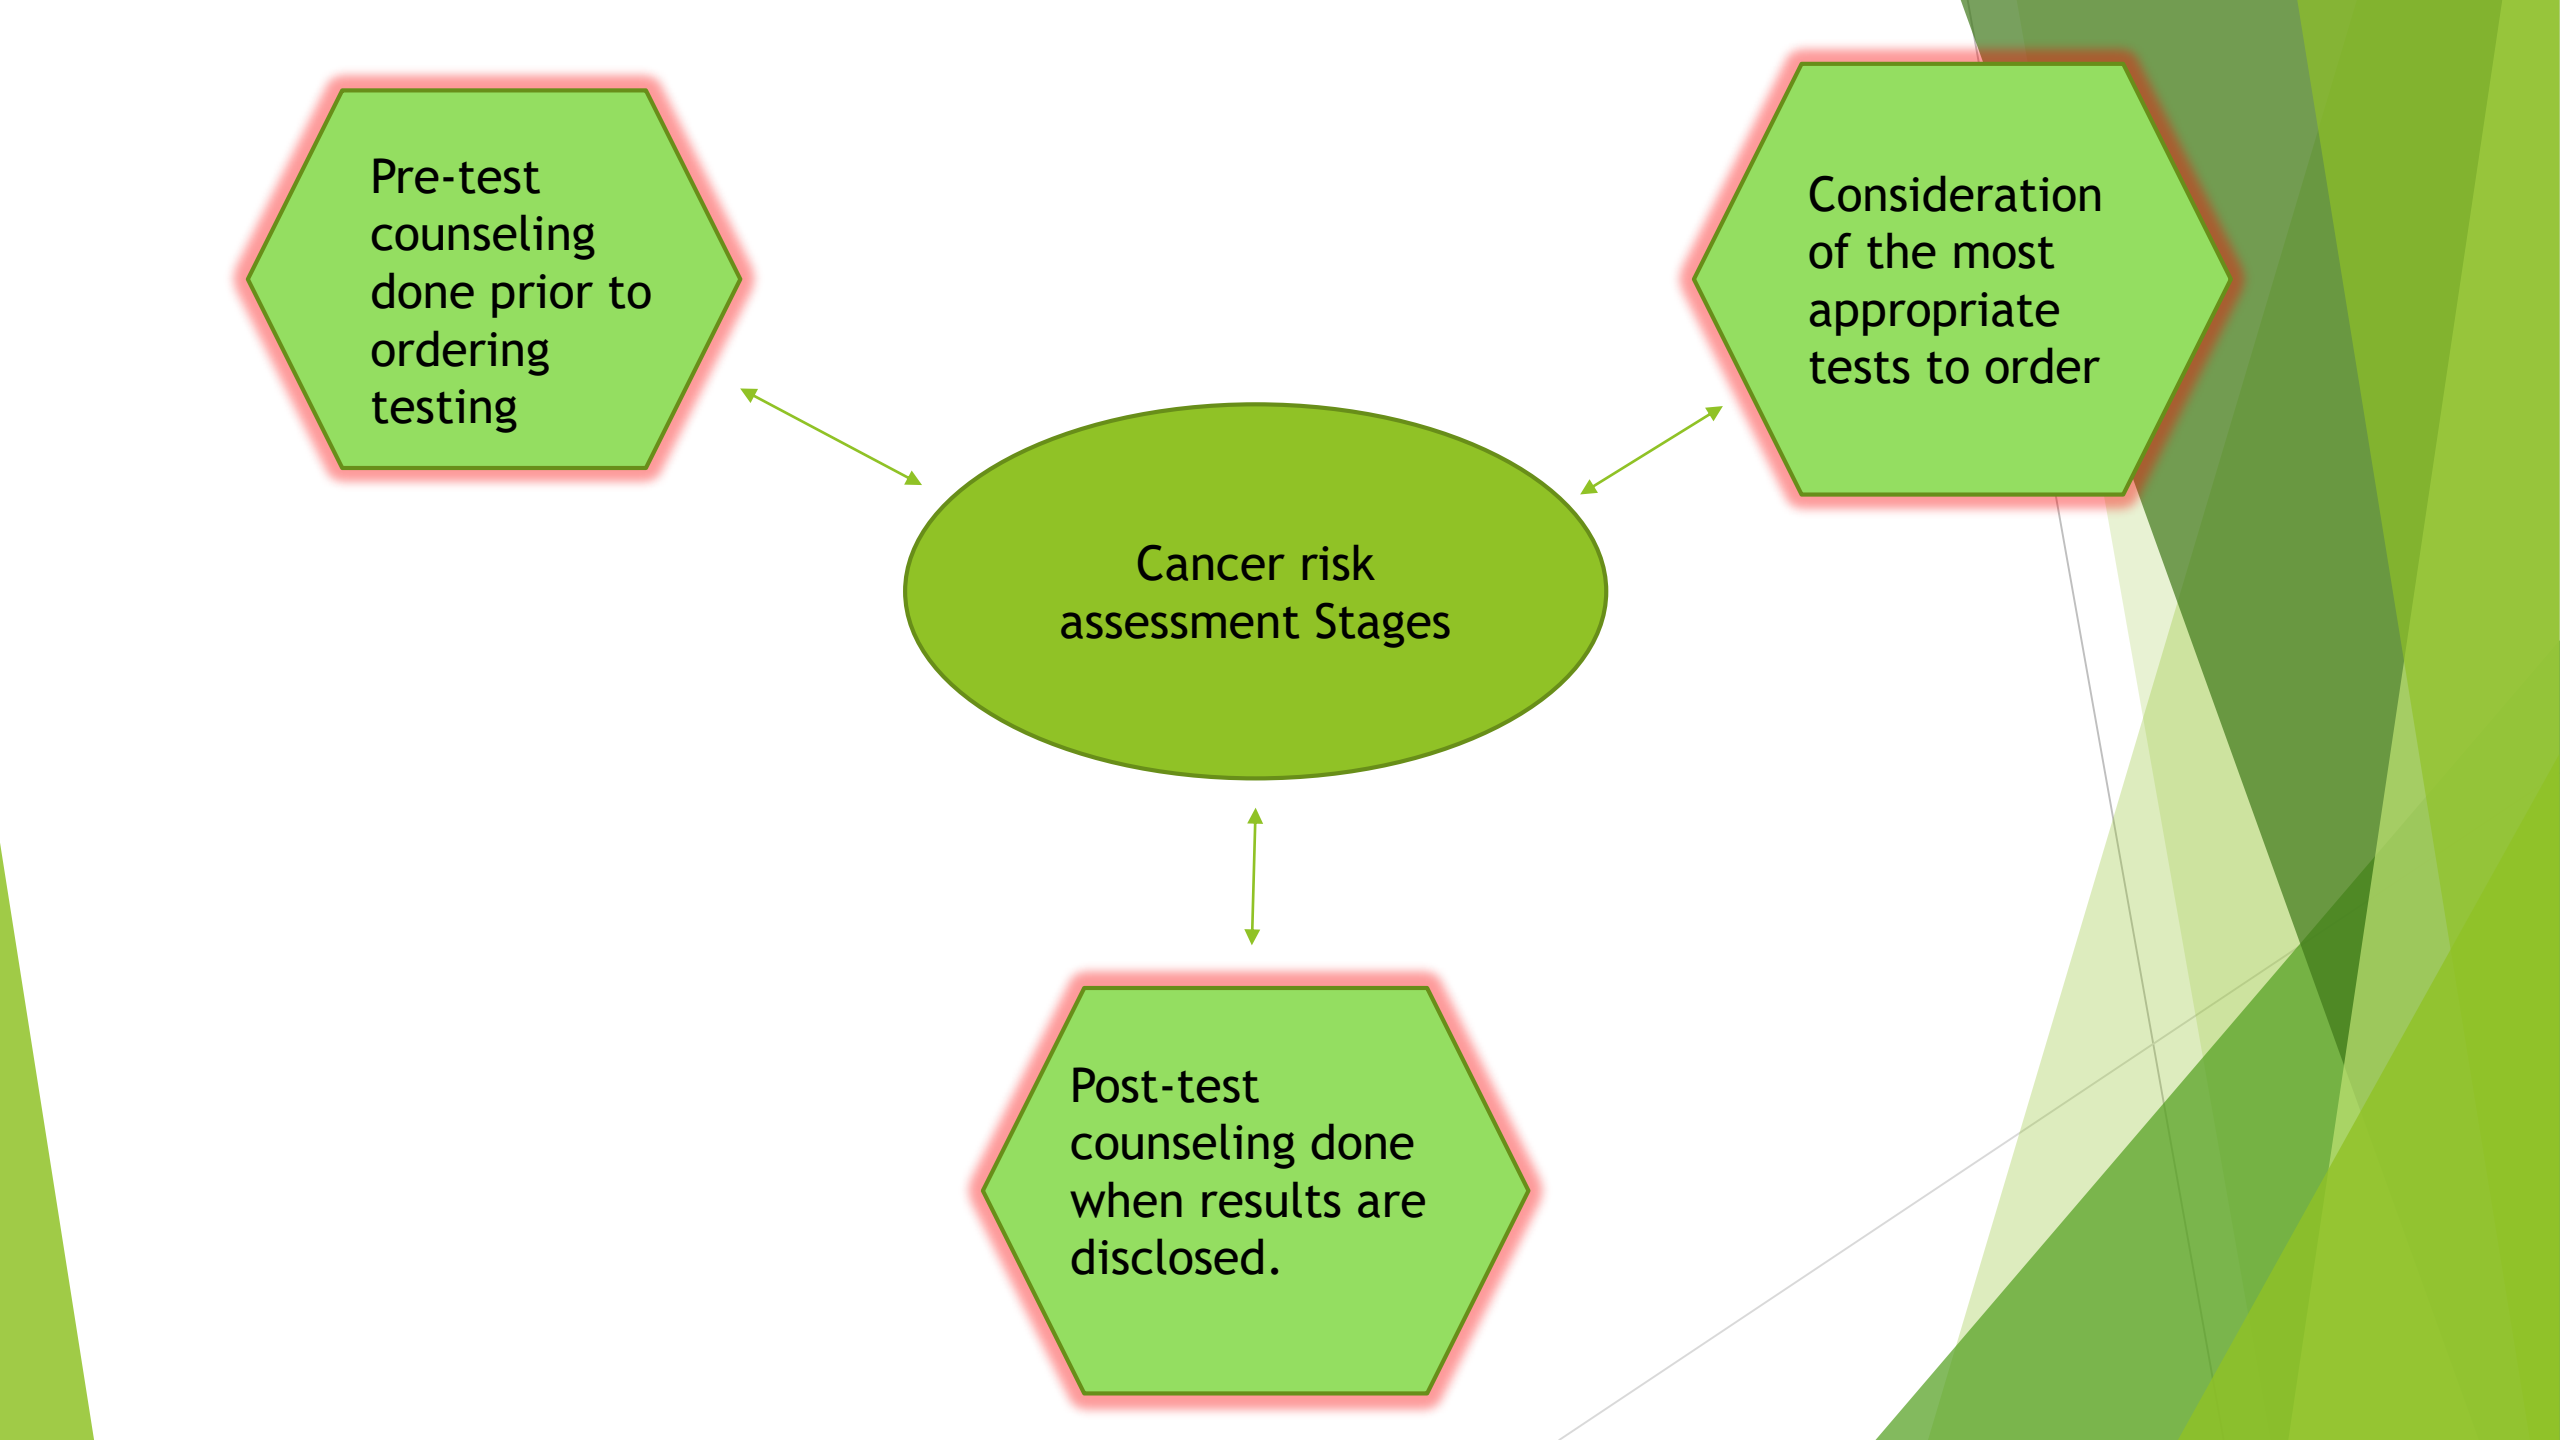 Pre-test
counseling
done prior to
ordering
testing
Consideration
of the most
appropriate
tests to order
Cancer risk
assessment Stages
Post-test
counseling done
when results are
disclosed.